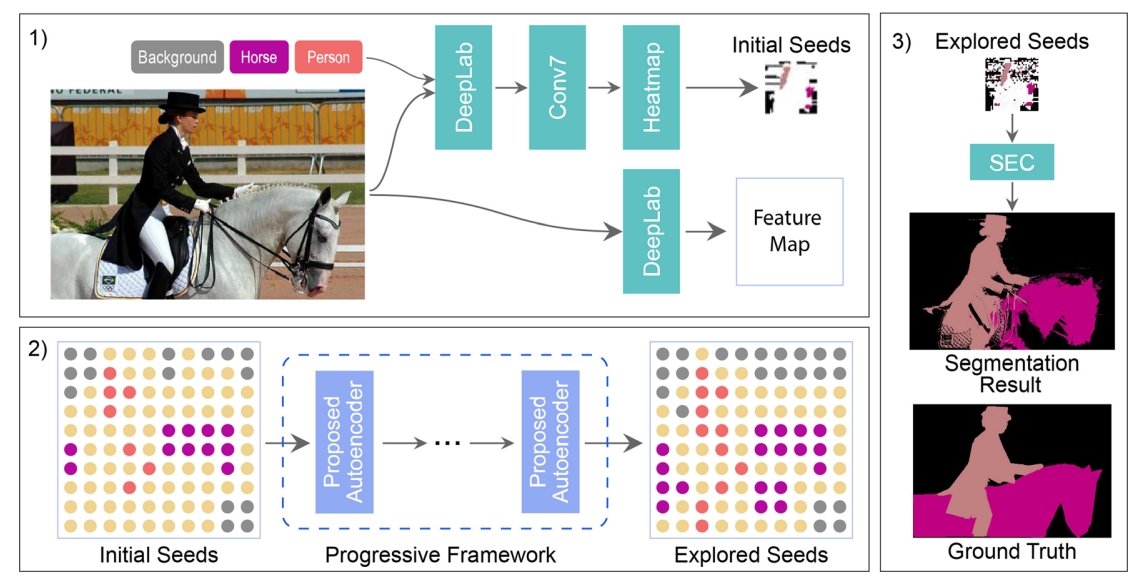 1)
Background Horse Person
DeepLab
Conv7
Heatmap
Initial Seeds
DeepLab
Feature
Map
2)
Initial Seeds
Proposed
Autoencoder
...
Proposed
Autoencoder
Progressive Framework
Explored Seeds
3)
Explored Seeds
SEC
Segmentation
Result
Ground Truth